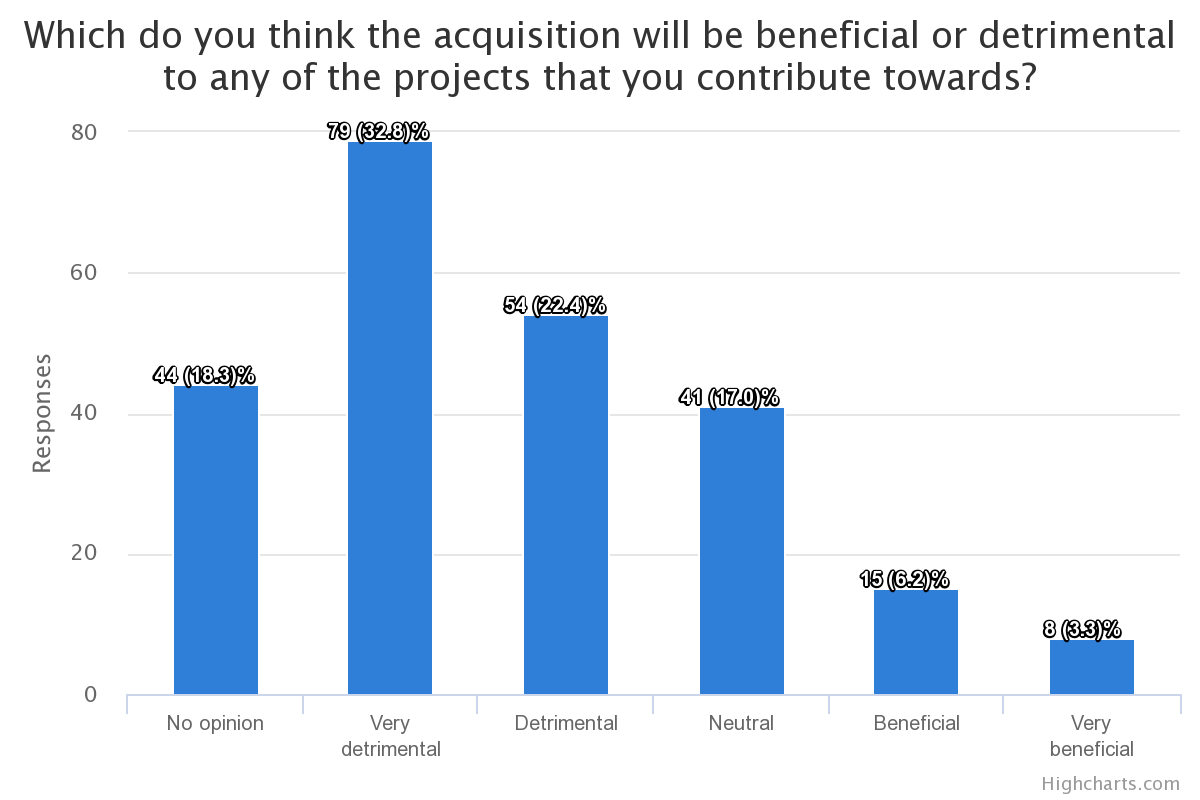 Which do you think the acquisition will be beneficial or detrimental
to any of the projects that you contribute towards?
80
60
40
20
0
Responses
44 (18.3)%
79 (32.8)%
54 (22.4)%
41 (17.0)%
15 (6.2)%
8 (3.3)%
No opinion
Very
detrimental
Detrimental
Neutral
Beneficial
Very
beneficial
Highcharts.com